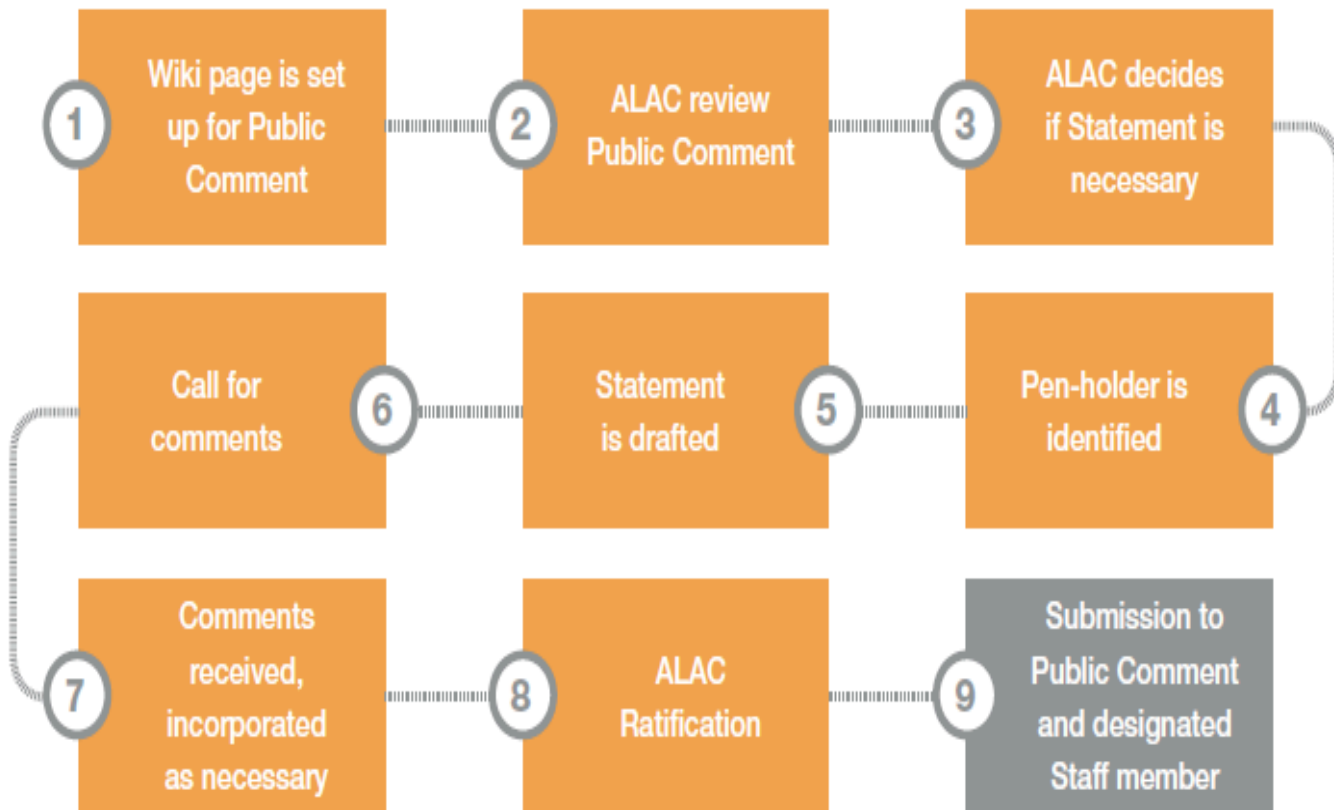 1
Wiki page is set
up for Public
Comment
2
ALAC review
Public Comment
3
ALAC decides
if Statement is
necessary
4
Pen-holder is
identified
5
Statement
is drafted
6
Call for
comments
7
Comments
received,
incorporated
as necessary
8
ALAC
Ratification
9
Submission to
Public Comment
and designated
Staff member